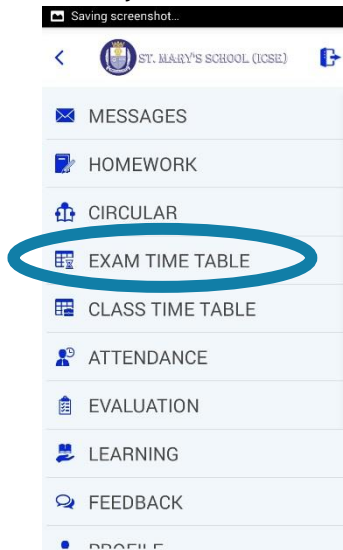 Saving screenshot...
ST. MARY'S SCHOOL (ICSE)
MESSAGES
HOMEWORK
CIRCULAR
EXAM TIME TABLE
CLASS TIME TABLE
ATTENDANCE
EVALUATION
LEARNING
FEEDBACK
PROFILE